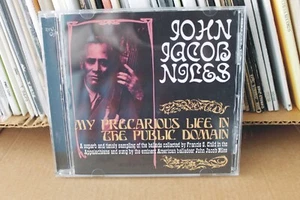 JOHN
JACOB
NILES
MY PRECARIOUS LIFE IN
THE PUBLIC DOMAIN
A superb and timely sampling of the ballads collected by Francis S. Child in the
Appalachians and sung by the eminent American balladeer John Jacob Niles